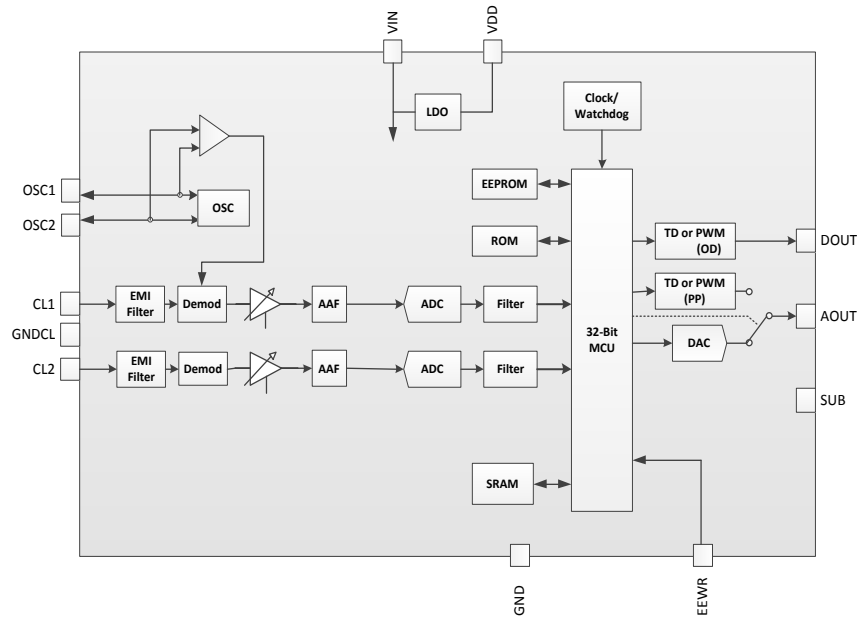 VIN
VDD
LDO
Clock/
Watchdog
OSC1
OSC2
OSC
EEPROM
ROM
TD or PWM
(OD)
DOUT
TD or PWM
(PP)
AOUT
CL1
EMI
Filter
Demod
AAF
ADC
Filter
32-Bit
MCU
DAC
GNDCL
CL2
EMI
Filter
Demod
AAF
ADC
Filter
SUB
SRAM
GND
EEWR